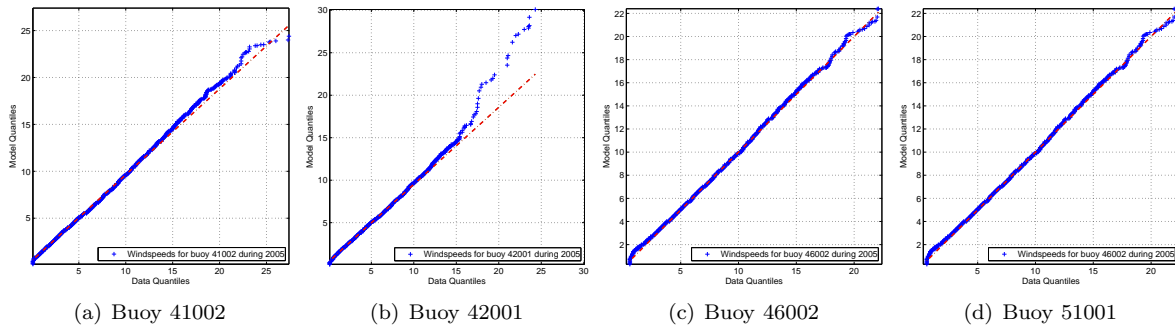 25
20
15
10
5
Model Quantiles
5 10 15 20 25
Data Quantiles
Windspeeds for buoy 41002 during 2005
(a) Buoy 41002
30
25
20
15
10
5
Model Quantiles
5 10 15 20 25 30
Data Quantiles
Windspeeds for buoy 42001 during 2005
(b) Buoy 42001
22
20
18
16
14
12
10
8
6
4
2
Model Quantiles
5 10 15 20
Data Quantiles
Windspeeds for buoy 46002 during 2005
(c) Buoy 46002
22
20
18
16
14
12
10
8
6
4
2
Model Quantiles
5 10 15 20
Data Quantiles
Windspeeds for buoy 46002 during 2005
(d) Buoy 51001